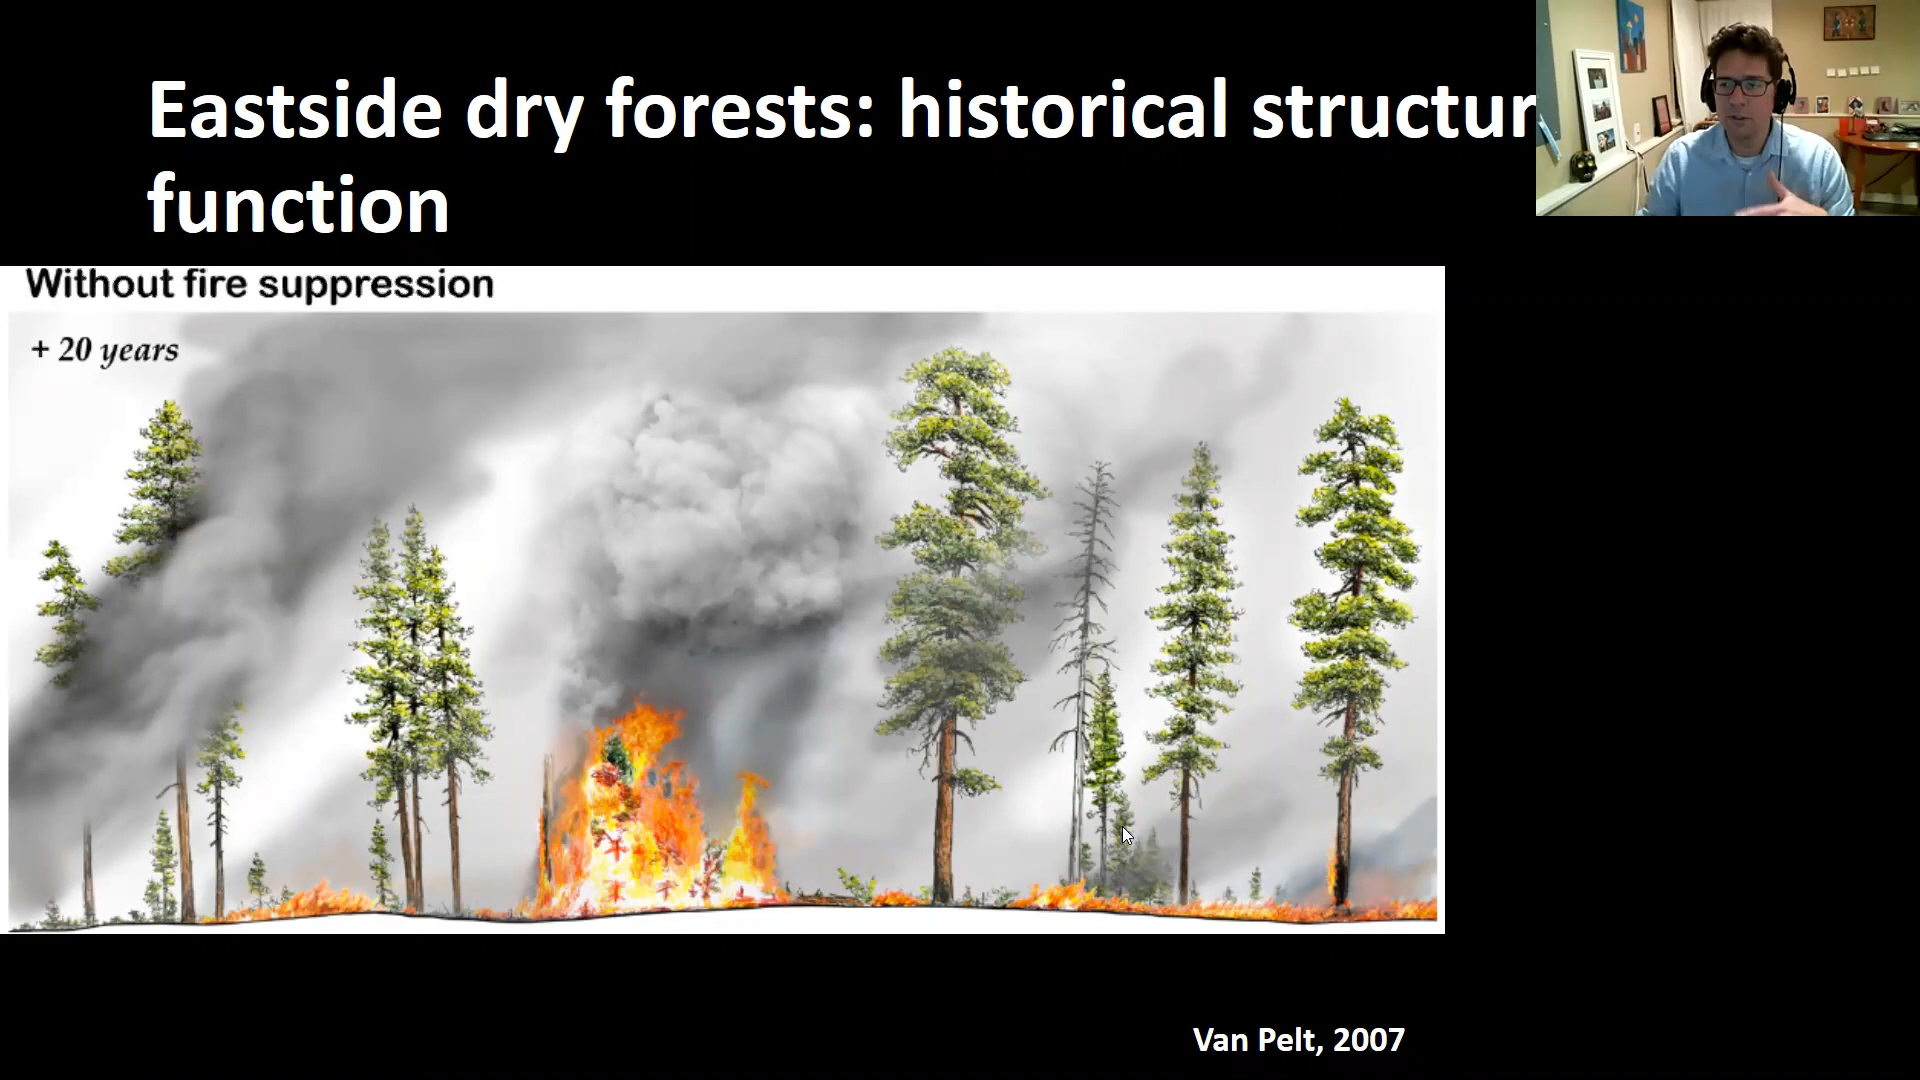 Eastside dry forests: historical structur
function
Without fire suppression
+ 20 years
Van Pelt, 2007